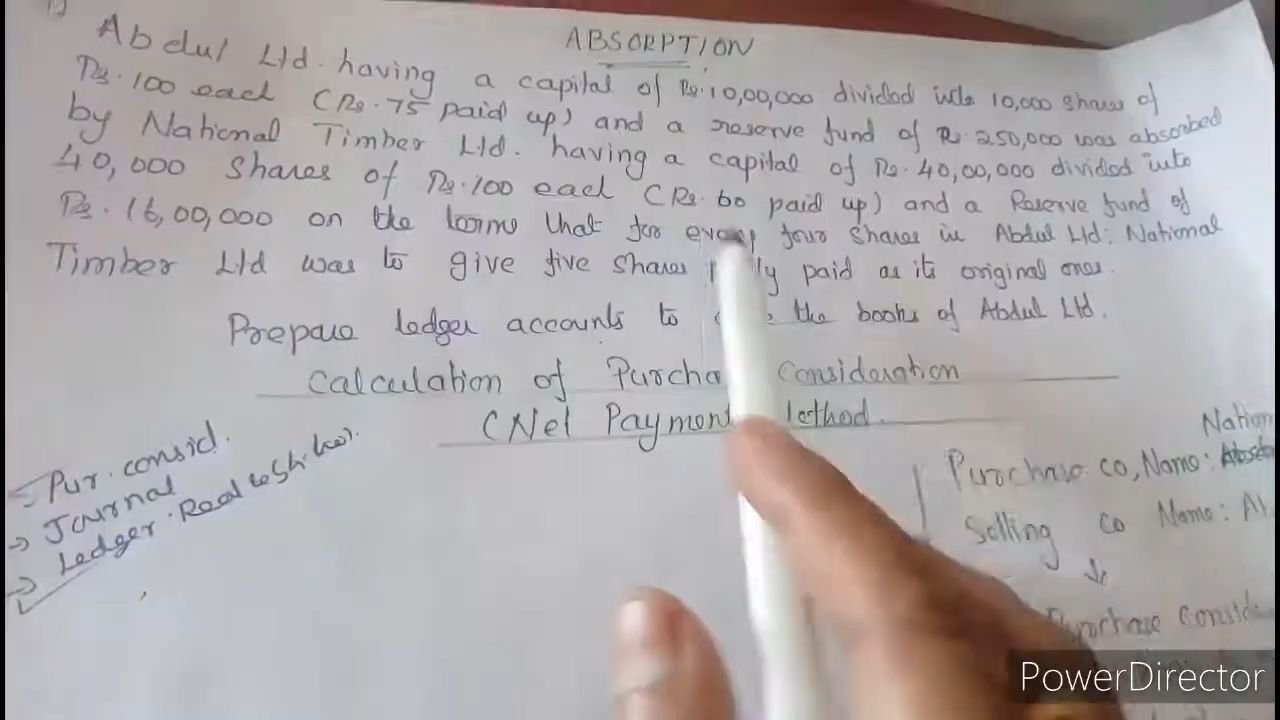 ABSORPTION
Abdul Ltd. having a capital of Rs. 10,00,000 divided into 10,000 shares of
Rs. 100 each (Rs. 75 paid up) and a reserve fund of Rs. 250,000 was absorbed
by National Timber Ltd. having a capital of Rs. 40,00,000 divided into
40,000 shares of Rs. 100 each (Rs. 60 paid up) and a Reserve fund of
Rs. 16,00,000 on the terms that for every four shares in Abdul Ltd. National
Timber Ltd was to give five shares paid as its original ones.
Prepare ledger accounts to the books of Abdul Ltd.
Calculation of Consideration
(Net Payment
= Pur. consid.
→ Journal
→ Ledger. Real
Purchase Co, Name:
Selling Co Name:
↓
Purchase
PowerDirector